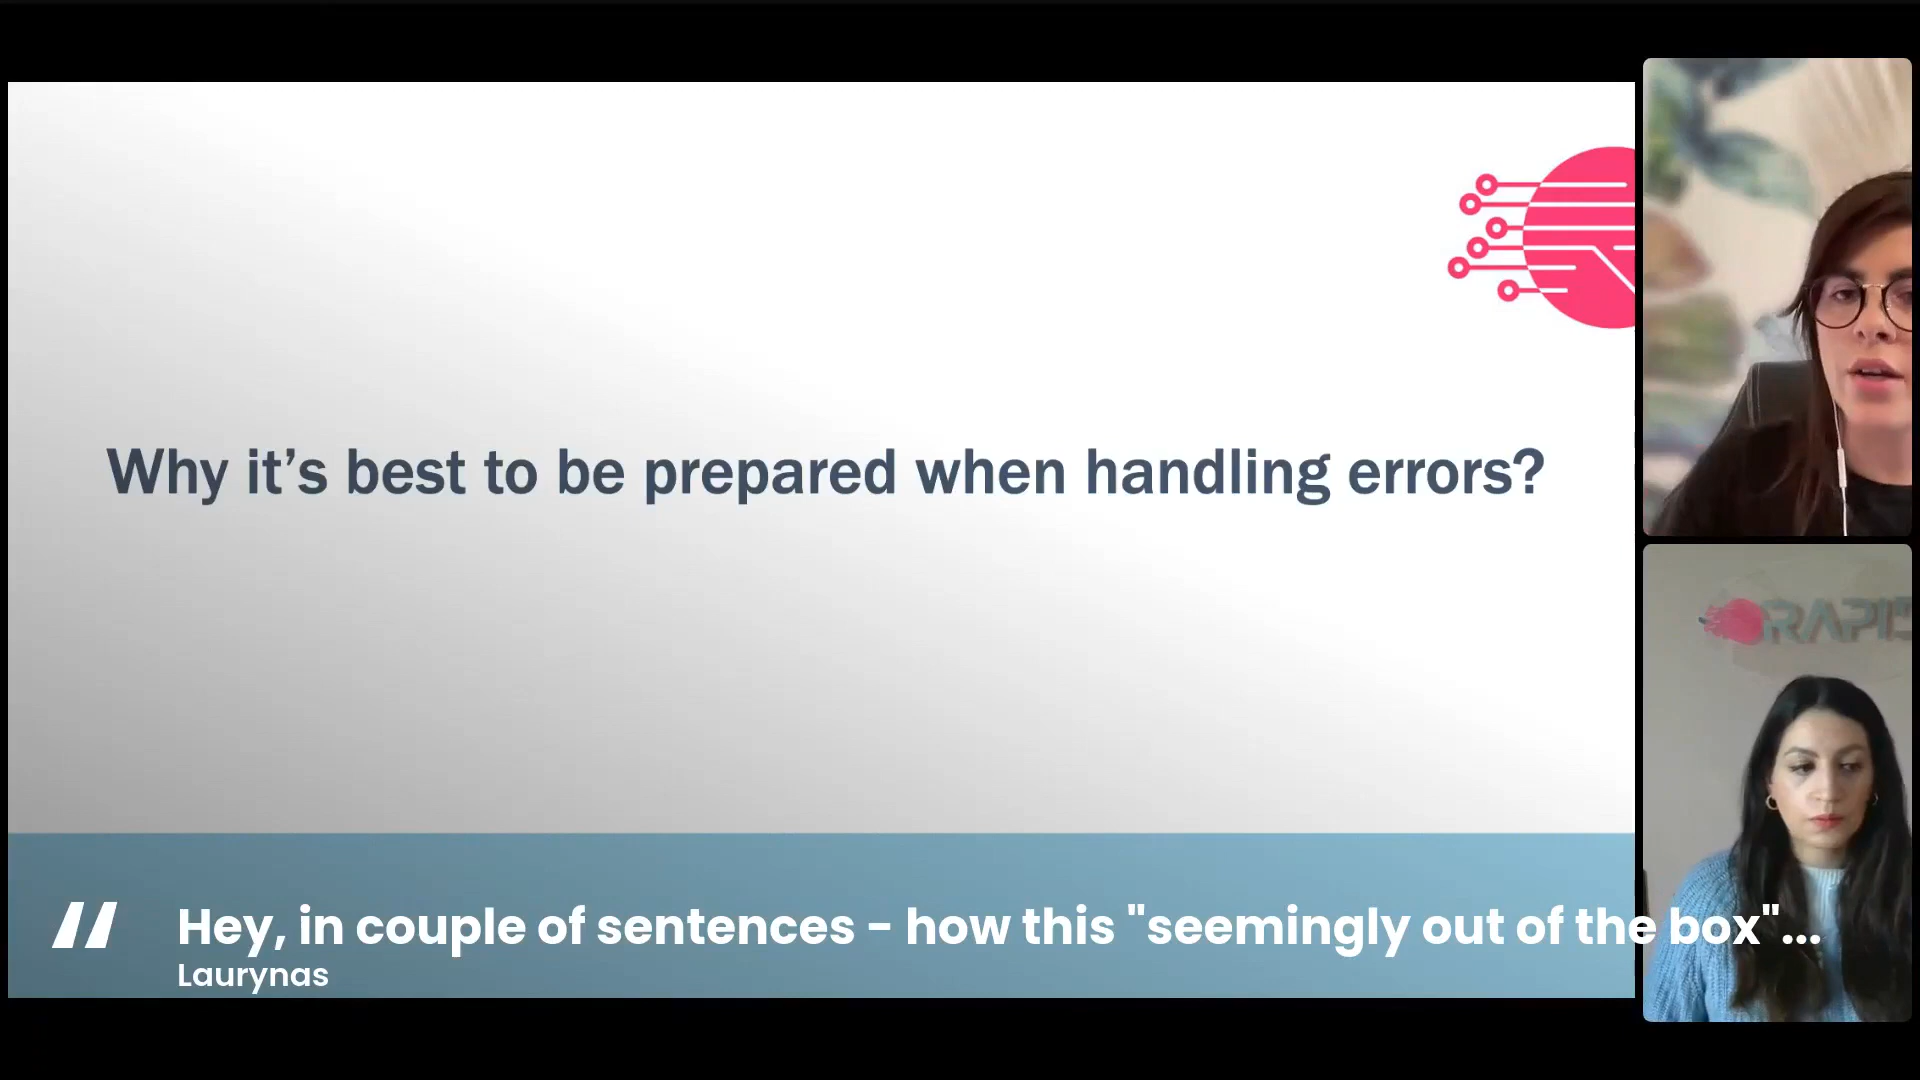 Why it’s best to be prepared when handling errors?
RAPID
Hey, in couple of sentences - how this "seemingly out of the box"...
Laurynas